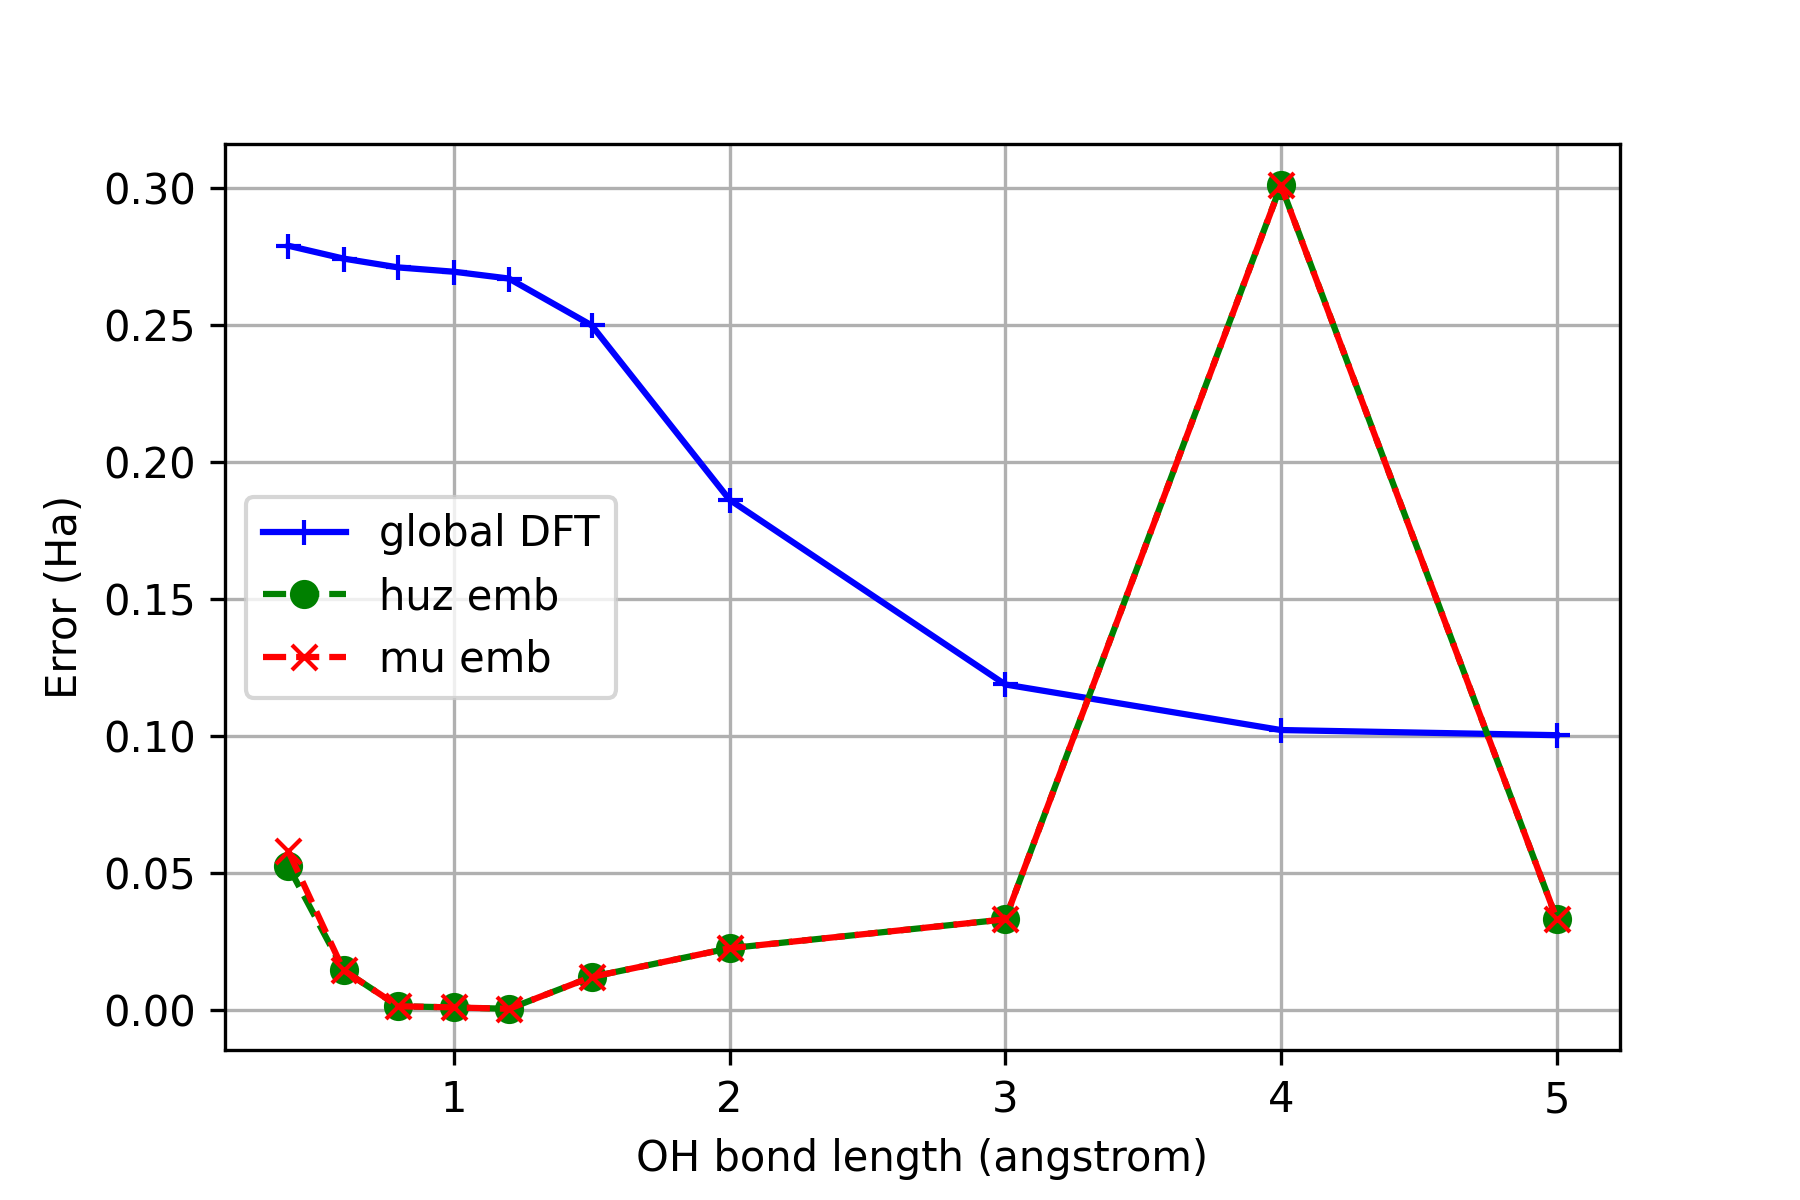 0.30
0.25
0.20
0.15
0.10
0.05
0.00
Error (Ha)
global DFT
huz emb
mu emb
1 2 3 4 5
OH bond length (angstrom)